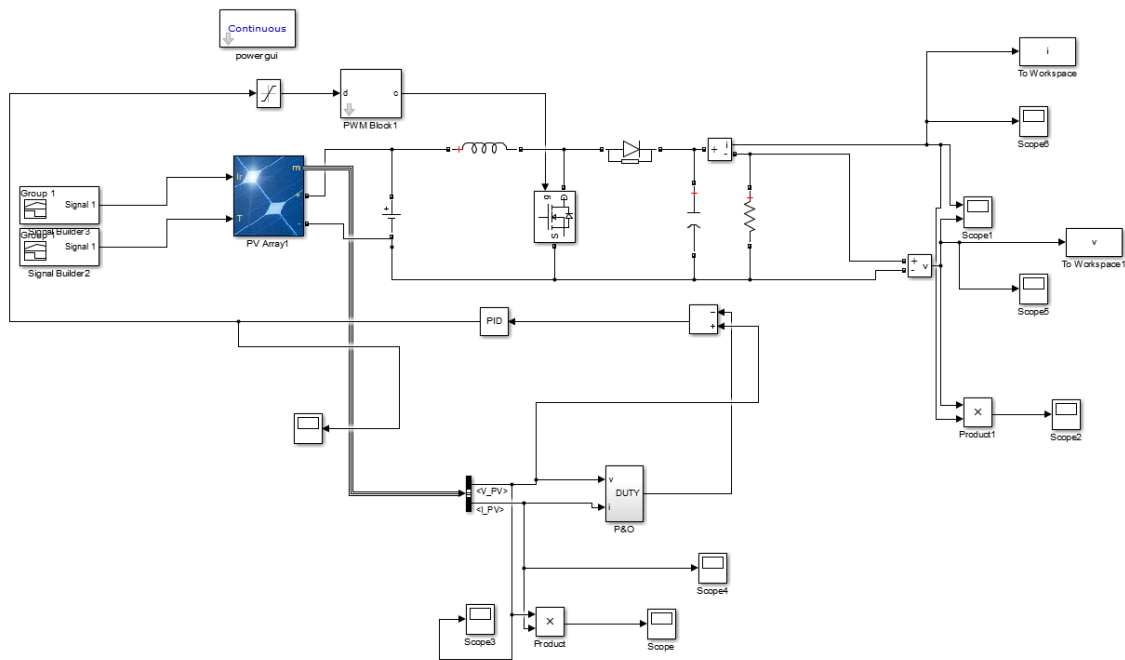 Continuous
powergui
i
To Workspace
d
c
PWM Block1
Scope6
Group 1
Signal 1
Signal Builder3
Group 1
Signal 1
Signal Builder2
Ir
T
m
+
-
PV Array1
+
+
g
D
S
+
i
-
+
+
Scope1
v
To Workspace1
+
-
v
Scope5
PID
-
+
×
Product1
Scope2
<V_PV>
<I_PV>
v
i
DUTY
P&O
Scope4
Scope3
×
Product
Scope